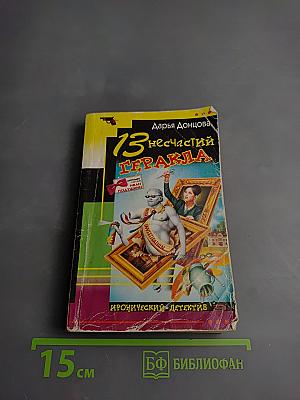 Дарья Донцова
13 несчастий
Геракла
Иронический детектив
15 см
БФ БИБЛИОФАН